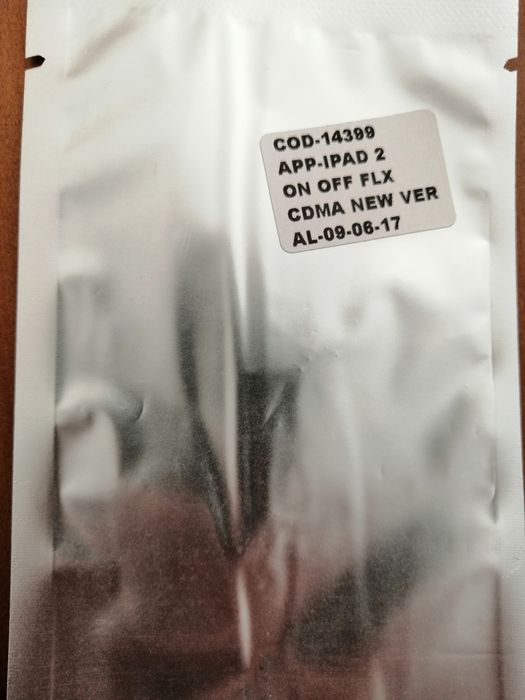 COD-14399
APP-IPAD 2
ON OFF FLX
CDMA NEW VER
AL-09-06-17